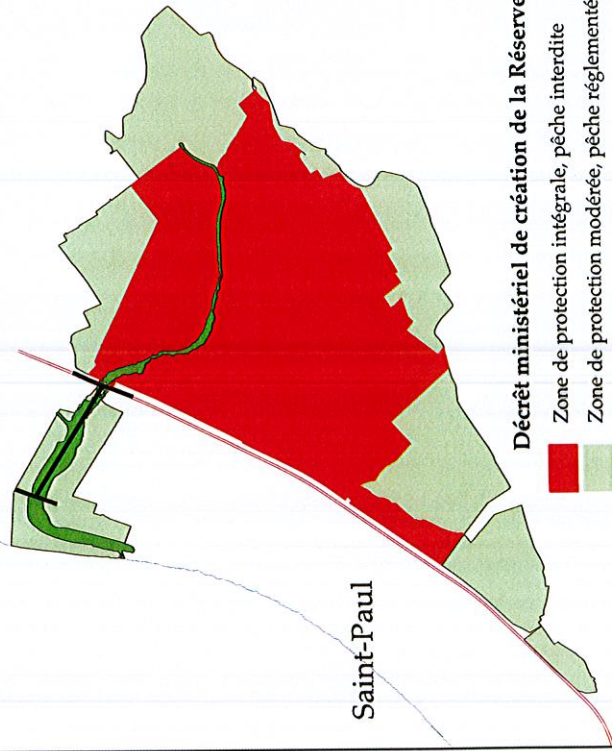 Saint-Paul
Décrêt ministériel de création de la Réserve
Zone de protection intégrale, pêche interdite
Zone de protection modérée, pêche réglementé